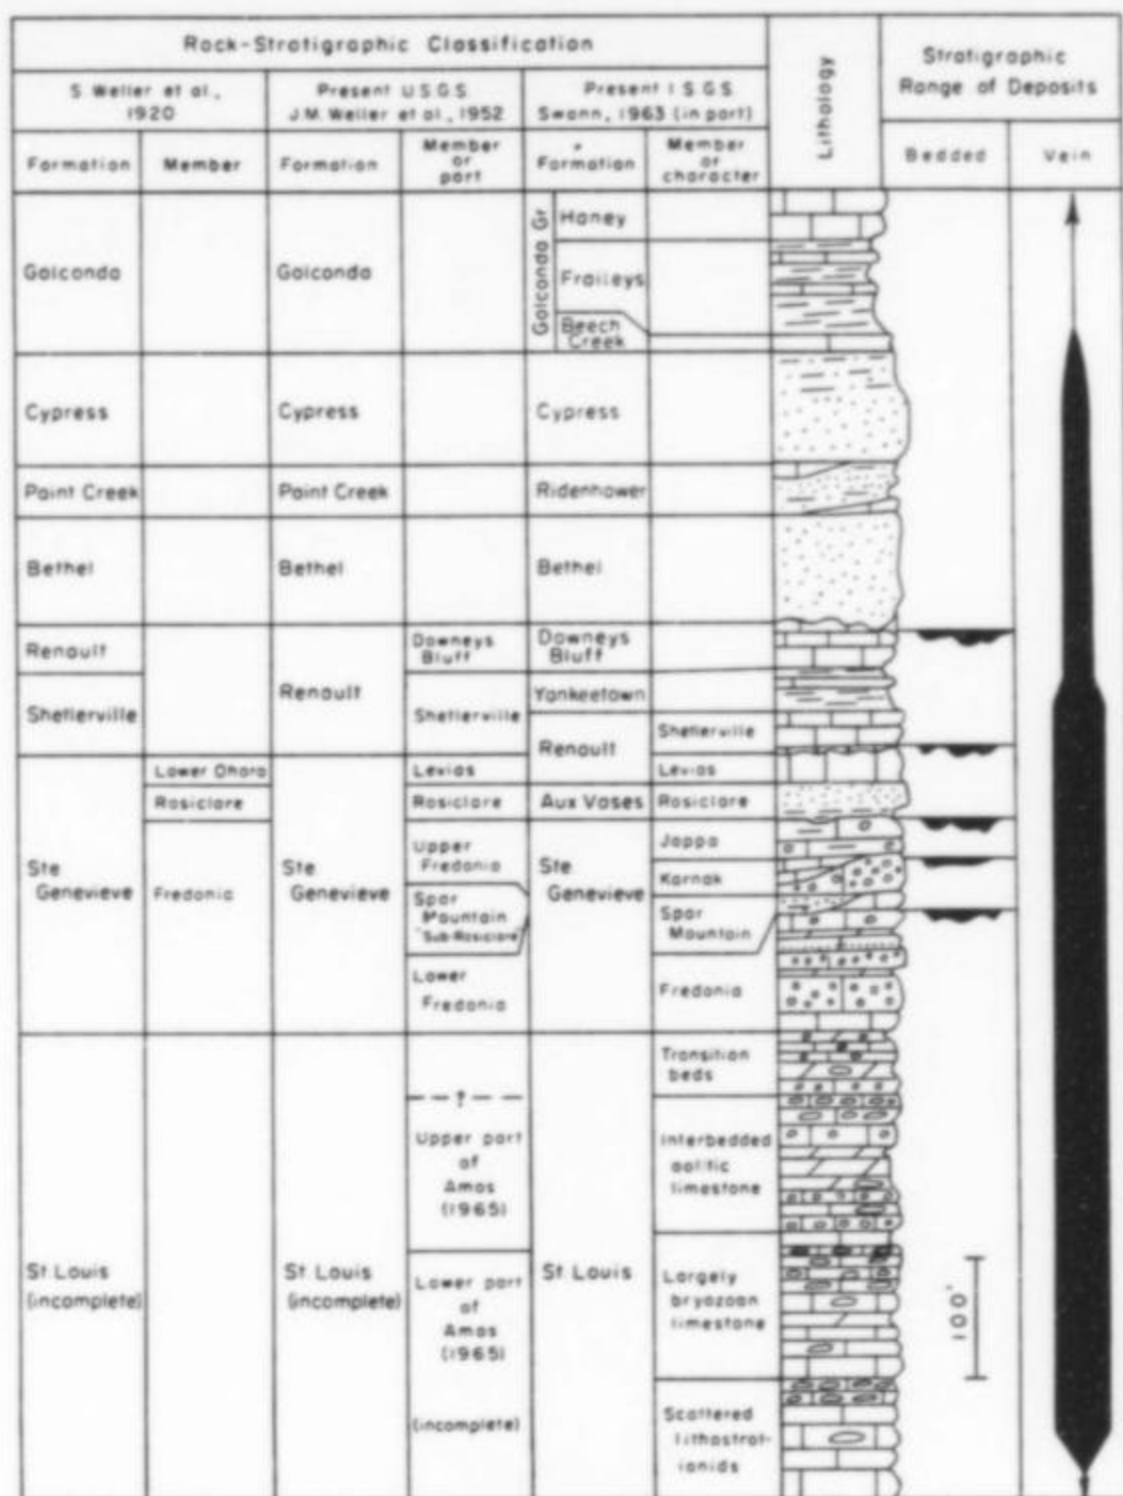 Rock-Stratigraphic Classification
Lithology
Stratigraphic
Range of Deposits
S. Weller et al.,
1920
Present U.S.G.S.
J.M. Weller et al., 1952
Present I.S.G.S.
Swann, 1963 (in part)
Bedded
Vein
Formation
Member
Formation
Member
or
part
Formation
Member
or
character
Golconda
Golconda
Golconda Gr
Haney
Fraileys
Beech
Creek
Cypress
Cypress
Cypress
Paint Creek
Paint Creek
Ridenhower
Bethel
Bethel
Bethel
Renault
Shetlerville
Renault
Downeys
Bluff
Shetlerville
Downeys
Bluff
Yankeetown
Renault
Shetlerville
Levias
Ste
Genevieve
Lower Ohara
Rosiclare
Fredonia
Ste
Genevieve
Levias
Rosiclare
Upper
Fredonia
Spar
Mountain
"Sub-Rosiclare"
Lower
Fredonia
Aux Vases
Rosiclare
Ste
Genevieve
Joppa
Karnak
Spar
Mountain
Fredonia
St. Louis
(incomplete)
St. Louis
(incomplete)
?
Upper part
of
Amos
(1965)
Lower part
of
Amos
(1965)
(incomplete)
St. Louis
Transition
beds
Interbedded
oolitic
limestone
Largely
bryozoan
limestone
Scattered
lithostrot-
ionids
100'